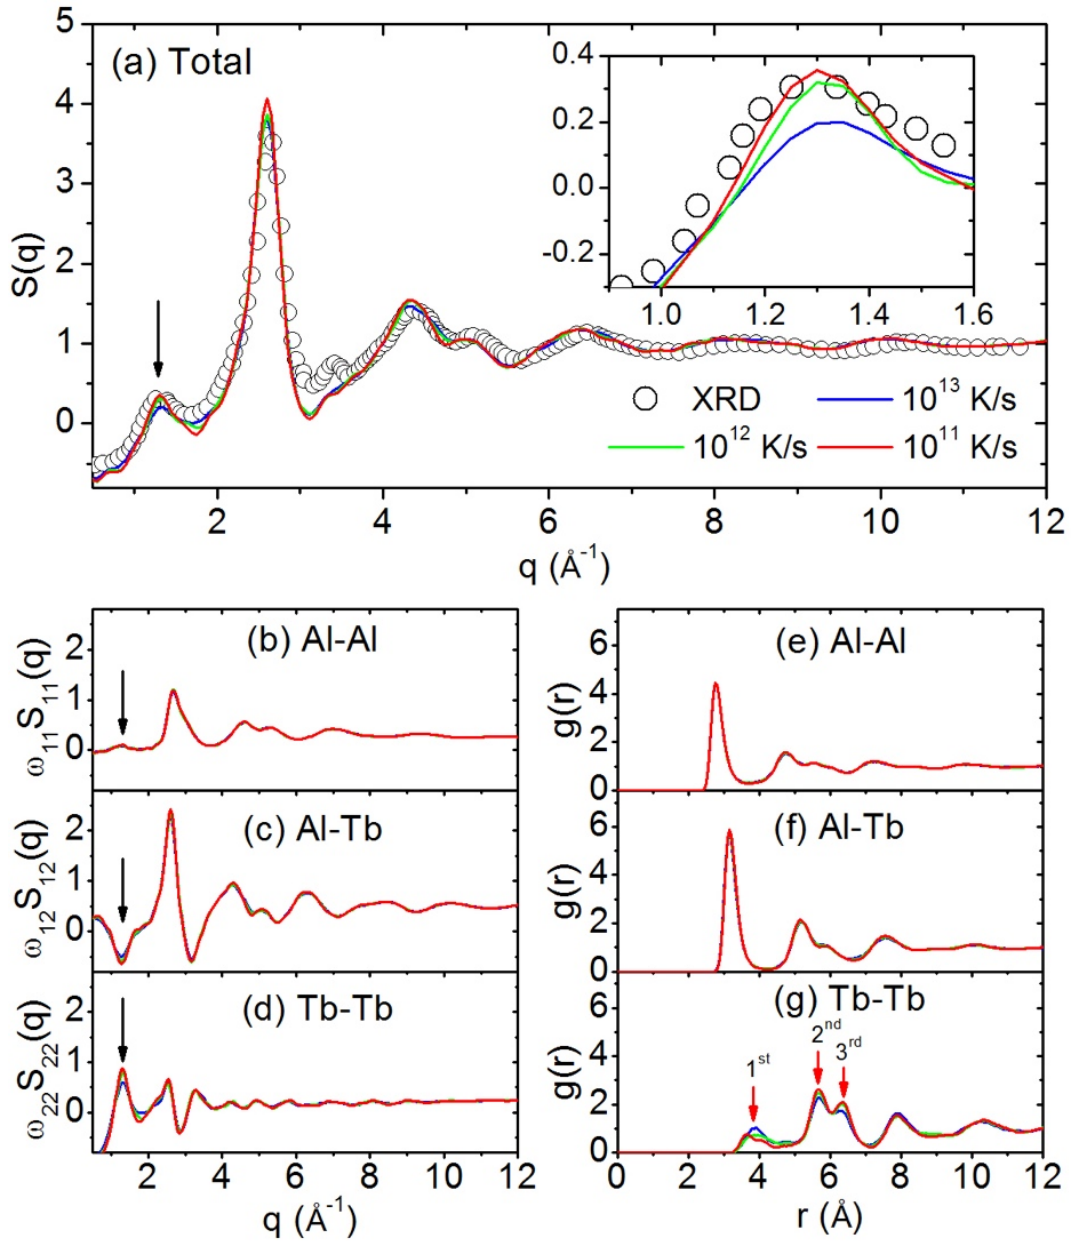 (a) Total
S(q)
5
4
3
2
1
0
2
4
6
8
10
12
q (Å⁻¹)
0.4
0.2
0.0
-0.2
1.0
1.2
1.4
1.6
XRD
10¹³ K/s
10¹² K/s
10¹¹ K/s
(b) Al-Al
ω₁₁S₁₁(q)
2
1
0
(c) Al-Tb
ω₁₂S₁₂(q)
2
1
0
(d) Tb-Tb
ω₂₂S₂₂(q)
2
1
0
2
4
6
8
10
12
q (Å⁻¹)
(e) Al-Al
g(r)
6
4
2
0
(f) Al-Tb
g(r)
6
4
2
0
(g) Tb-Tb
1ˢᵗ
2ⁿᵈ
3ʳᵈ
g(r)
6
4
2
0
0
2
4
6
8
10
12
r (Å)